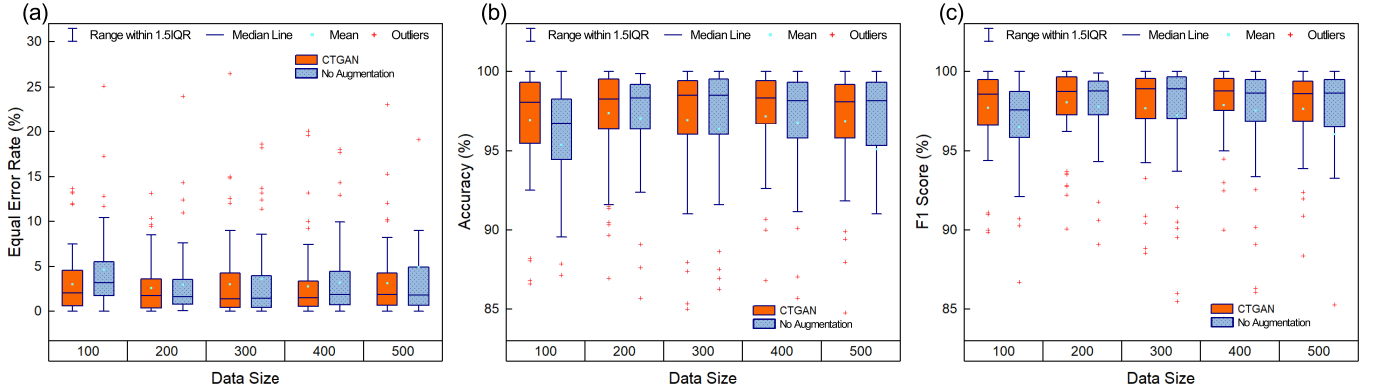 (a)
Range within 1.5IQR Median Line Mean Outliers
CTGAN
No Augmentation
Equal Error Rate (%)
30
25
20
15
10
5
0
100 200 300 400 500
Data Size
(b)
Range within 1.5IQR Median Line Mean Outliers
Accuracy (%)
100
95
90
85
CTGAN
No Augmentation
100 200 300 400 500
Data Size
(c)
Range within 1.5IQR Median Line Mean Outliers
F1 Score (%)
100
95
90
85
CTGAN
No Augmentation
100 200 300 400 500
Data Size